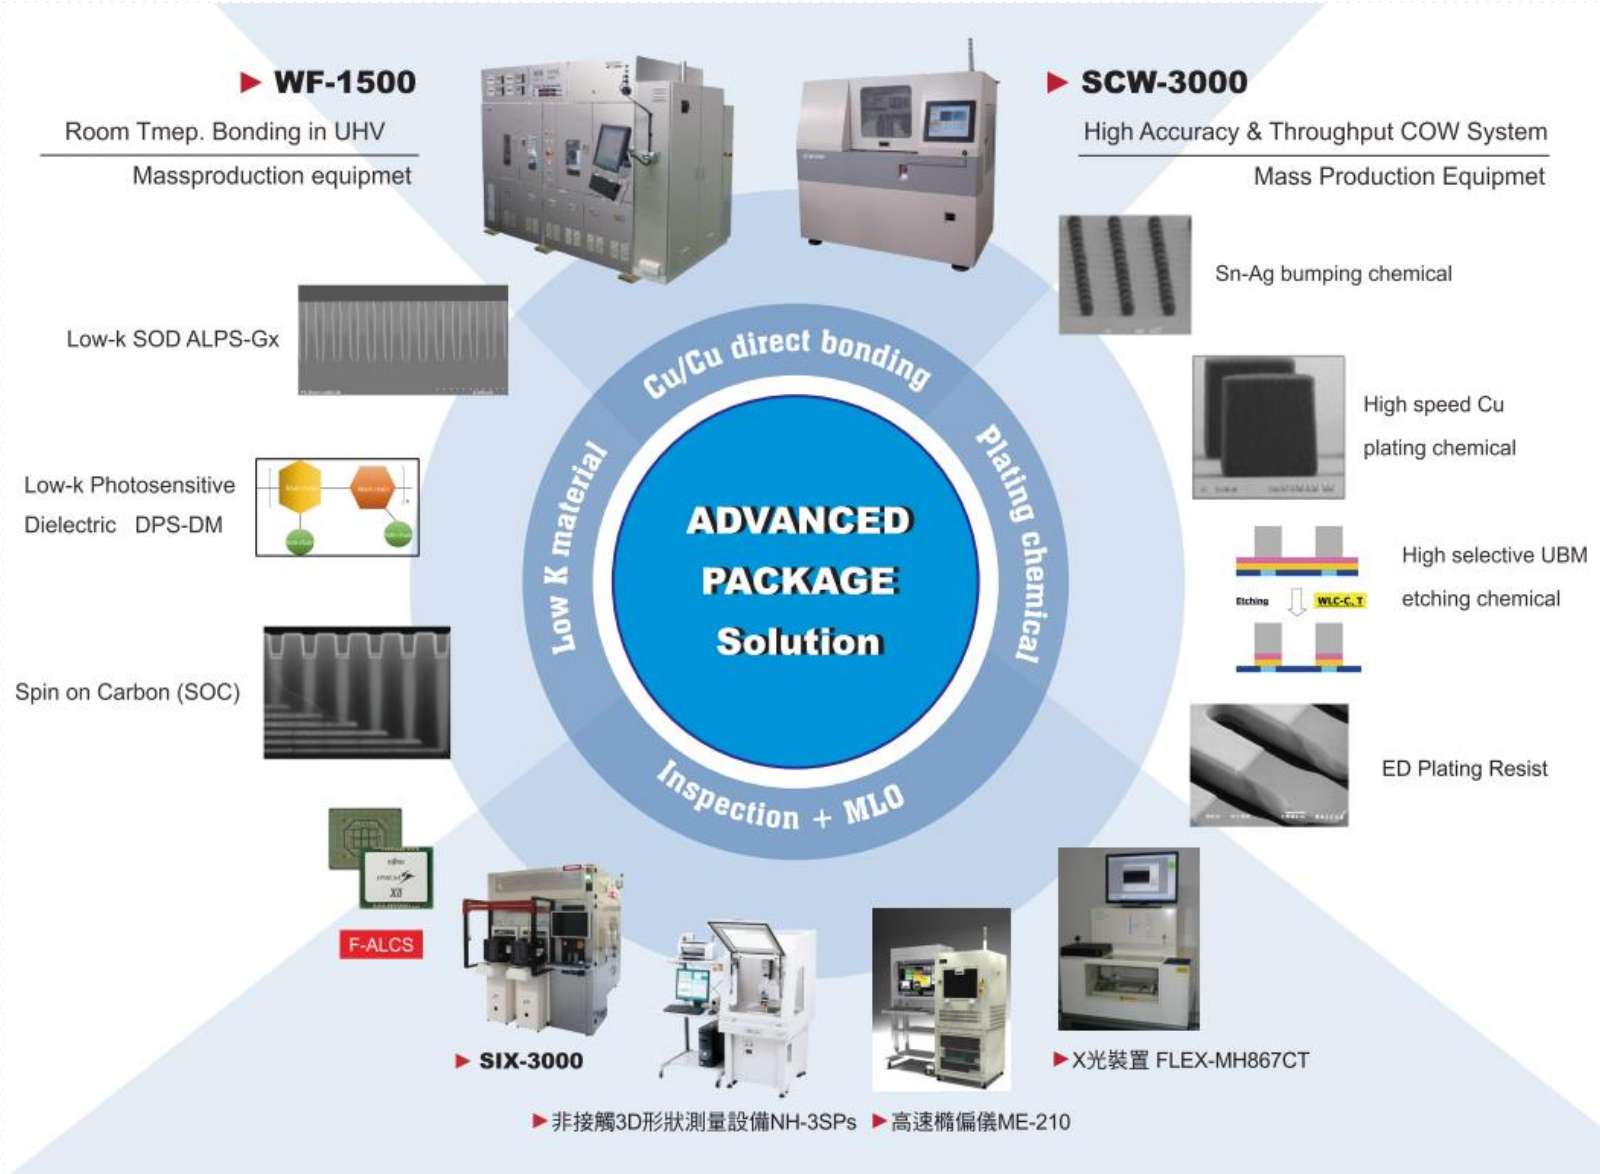 WF-1500
Room Tmep. Bonding in UHV
Massproduction equipmet
SCW-3000
High Accuracy & Throughput COW System
Mass Production Equipmet
Sn-Ag bumping chemical
Low-k SOD ALPS-Gx
High speed Cu
plating chemical
Low-k Photosensitive
Dielectric DPS-DM
High selective UBM
etching chemical
Etching
WLC-C, T
Spin on Carbon (SOC)
ED Plating Resist
Cu/Cu direct bonding
Low K material
Plating chemical
Inspection + MLO
ADVANCED
PACKAGE
Solution
F-ALCS
SIX-3000
X光裝置 FLEX-MH867CT
非接觸3D形狀測量設備NH-3SPs
高速橢偏儀ME-210